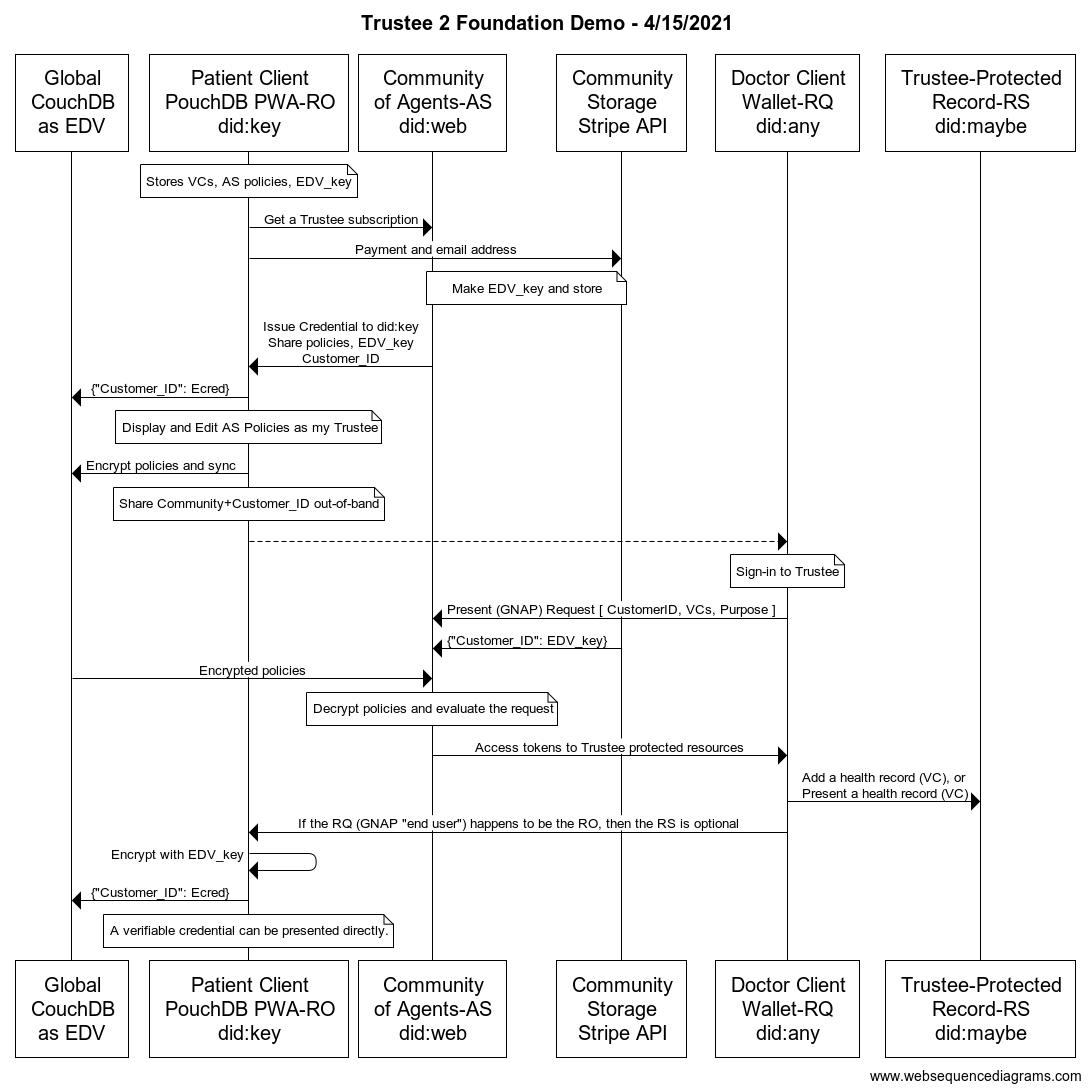 Trustee 2 Foundation Demo - 4/15/2021
Global
CouchDB
as EDV
Patient Client
PouchDB PWA-RO
did:key
Community
of Agents-AS
did:web
Community
Storage
Stripe API
Doctor Client
Wallet-RQ
did:any
Trustee-Protected
Record-RS
did:maybe
Stores VCs, AS policies, EDV_key
Get a Trustee subscription
Payment and email address
Make EDV_key and store
Issue Credential to did:key
Share policies, EDV_key
Customer_ID
{"Customer_ID": Ecred}
Display and Edit AS Policies as my Trustee
Encrypt policies and sync
Share Community+Customer_ID out-of-band
Sign-in to Trustee
Present (GNAP) Request [ CustomerID, VCs, Purpose ]
{"Customer_ID": EDV_key}
Encrypted policies
Decrypt policies and evaluate the request
Access tokens to Trustee protected resources
Add a health record (VC), or
Present a health record (VC)
If the RQ (GNAP "end user") happens to be the RO, then the RS is optional
Encrypt with EDV_key
{"Customer_ID": Ecred}
A verifiable credential can be presented directly.
Global
CouchDB
as EDV
Patient Client
PouchDB PWA-RO
did:key
Community
of Agents-AS
did:web
Community
Storage
Stripe API
Doctor Client
Wallet-RQ
did:any
Trustee-Protected
Record-RS
did:maybe
www.websequencediagrams.com